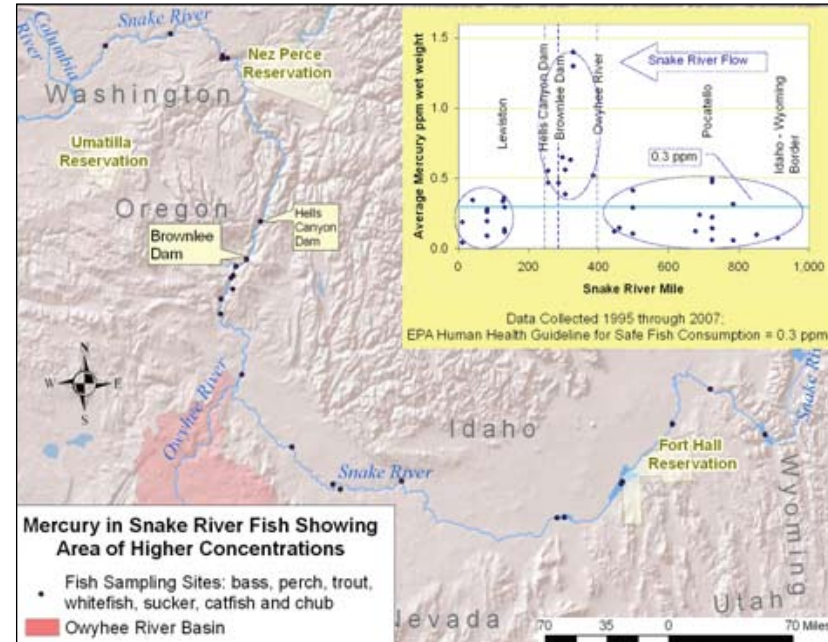 Snake River
Columbia
River
Washington
Nez Perce
Reservation
Umatilla
Reservation
Oregon
Hells
Canyon
Dam
Brownlee
Dam
N
W
E
S
Owyhee River
Idaho
Snake River
Fort Hall
Reservation
Wyoming
Utah
Nevada
70 35 0 70 Miles
Average Mercury ppm wet weight
1.5
1.0
0.5
0.0
0 200 400 600 800 1,000
Snake River Mile
Lewiston
Hells Canyon Dam
Brownlee Dam
Owyhee River
Snake River Flow
Pocatello
Idaho - Wyoming
Border
0.3 ppm
Data Collected 1995 through 2007;
EPA Human Health Guideline for Safe Fish Consumption = 0.3 ppm
Mercury in Snake River Fish Showing
Area of Higher Concentrations
Fish Sampling Sites: bass, perch, trout,
whitefish, sucker, catfish and chub
Owyhee River Basin